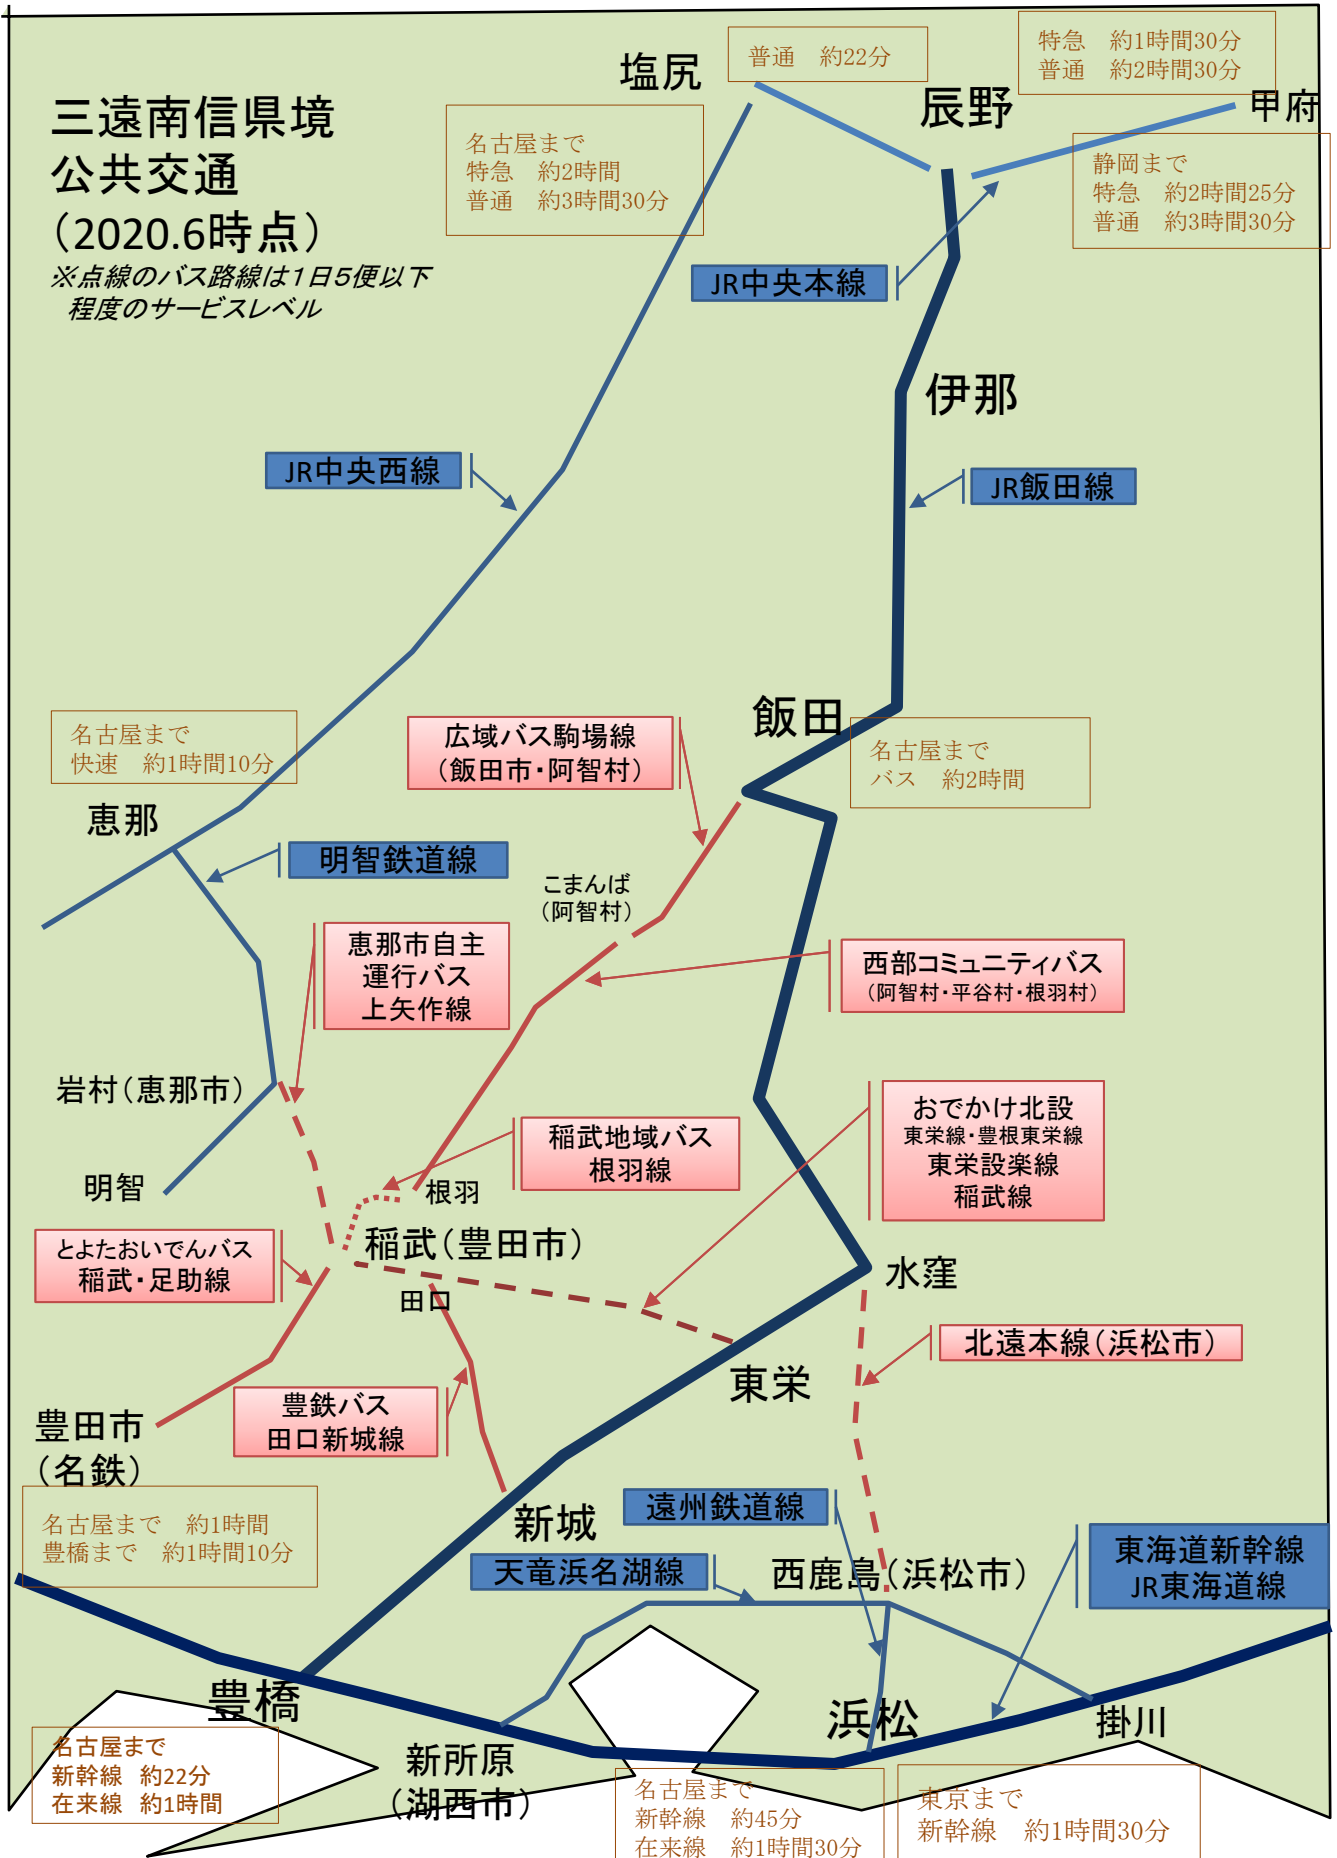 三遠南信県境
公共交通
（2020.6時点）
※点線のバス路線は１日５便以下
程度のサービスレベル
塩尻
普通　約22分
特急　約1時間30分
普通　約2時間30分
辰野
甲府
名古屋まで
特急　約2時間
普通　約3時間30分
静岡まで
特急　約2時間25分
普通　約3時間30分
JR中央本線
伊那
JR中央西線
JR飯田線
飯田
名古屋まで
快速　約1時間10分
広域バス駒場線
（飯田市・阿智村）
名古屋まで
バス　約2時間
恵那
明智鉄道線
こまんば
（阿智村）
恵那市自主
運行バス
上矢作線
西部コミュニティバス
（阿智村・平谷村・根羽村）
岩村（恵那市）
おでかけ北設
東栄線・豊根東栄線
東栄設楽線
稲武線
稲武地域バス
根羽線
明智
根羽
とよたおいでんバス
稲武・足助線
稲武（豊田市）
水窪
田口
北遠本線（浜松市）
東栄
豊鉄バス
田口新城線
豊田市
（名鉄）
名古屋まで　約1時間
豊橋まで　約1時間10分
新城
遠州鉄道線
天竜浜名湖線
西鹿島（浜松市）
東海道新幹線
JR東海道線
豊橋
浜松
掛川
名古屋まで
新幹線　約22分
在来線　約1時間
新所原
（湖西市）
名古屋まで
新幹線　約45分
在来線　約1時間30分
東京まで
新幹線　約1時間30分